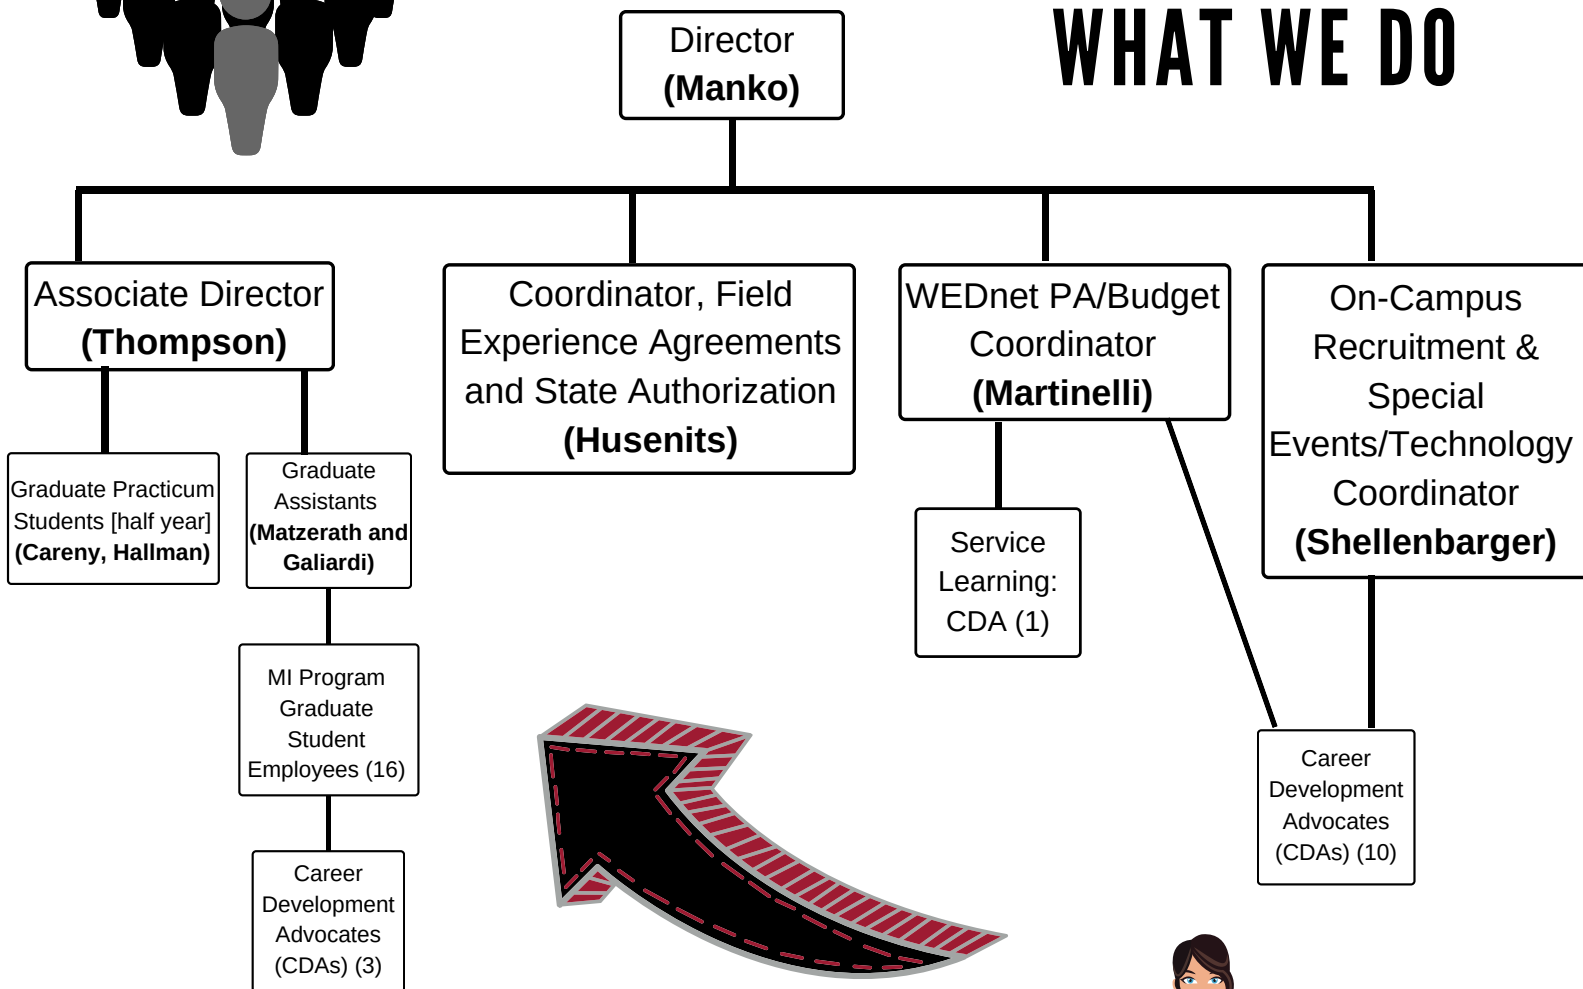 WHAT WE DO
Director
(Manko)
Associate Director
(Thompson)
Coordinator, Field
Experience Agreements
and State Authorization
(Husenits)
WEDnet PA/Budget
Coordinator
(Martinelli)
On-Campus
Recruitment &
Special
Events/Technology
Coordinator
(Shellenbarger)
Graduate Practicum
Students [half year]
(Careny, Hallman)
Graduate
Assistants
(Matzerath and
Galiardi)
Service
Learning:
CDA (1)
MI Program
Graduate
Student
Employees (16)
Career
Development
Advocates
(CDAs) (10)
Career
Development
Advocates
(CDAs) (3)